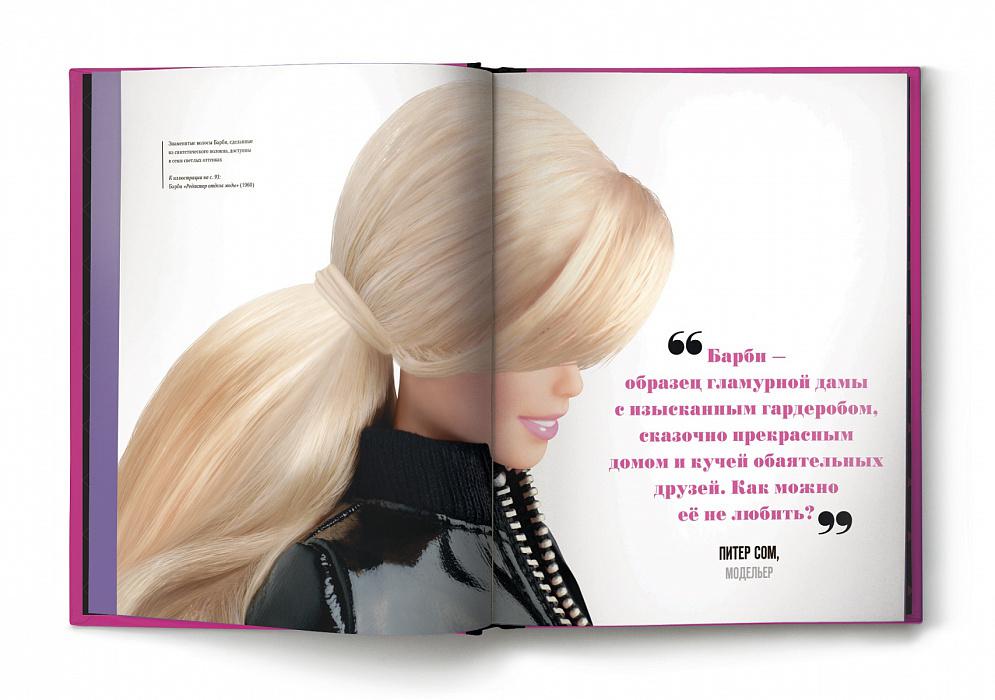 Знаменитые волосы Барби, сделанные
из синтетического волокна, доступны
в семи светлых оттенках
К иллюстрации на с. 93:
Барби «Редактор отдела моды» (1960)
“ Барби —
образец гламурной дамы
с изысканным гардеробом,
сказочно прекрасным
домом и кучей обаятельных
друзей. Как можно
её не любить? ”
ПИТЕР СОМ,
МОДЕЛЬЕР